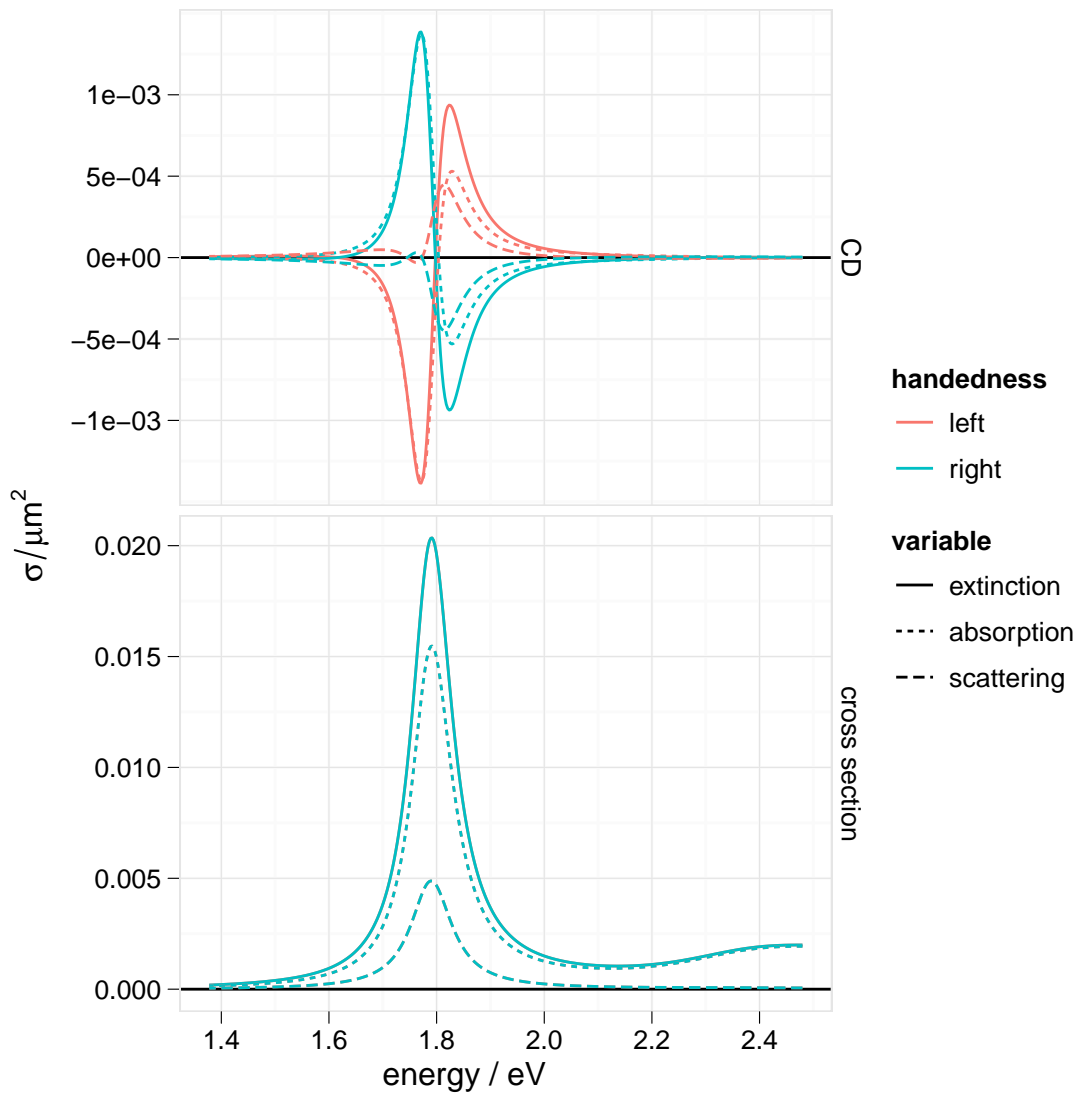 1e−03
5e−04
0e+00
−5e−04
−1e−03
CD
0.020
0.015
0.010
0.005
0.000
cross section
1.4 1.6 1.8 2.0 2.2 2.4
energy / eV
σ/μm²
handedness
left
right
variable
extinction
absorption
scattering